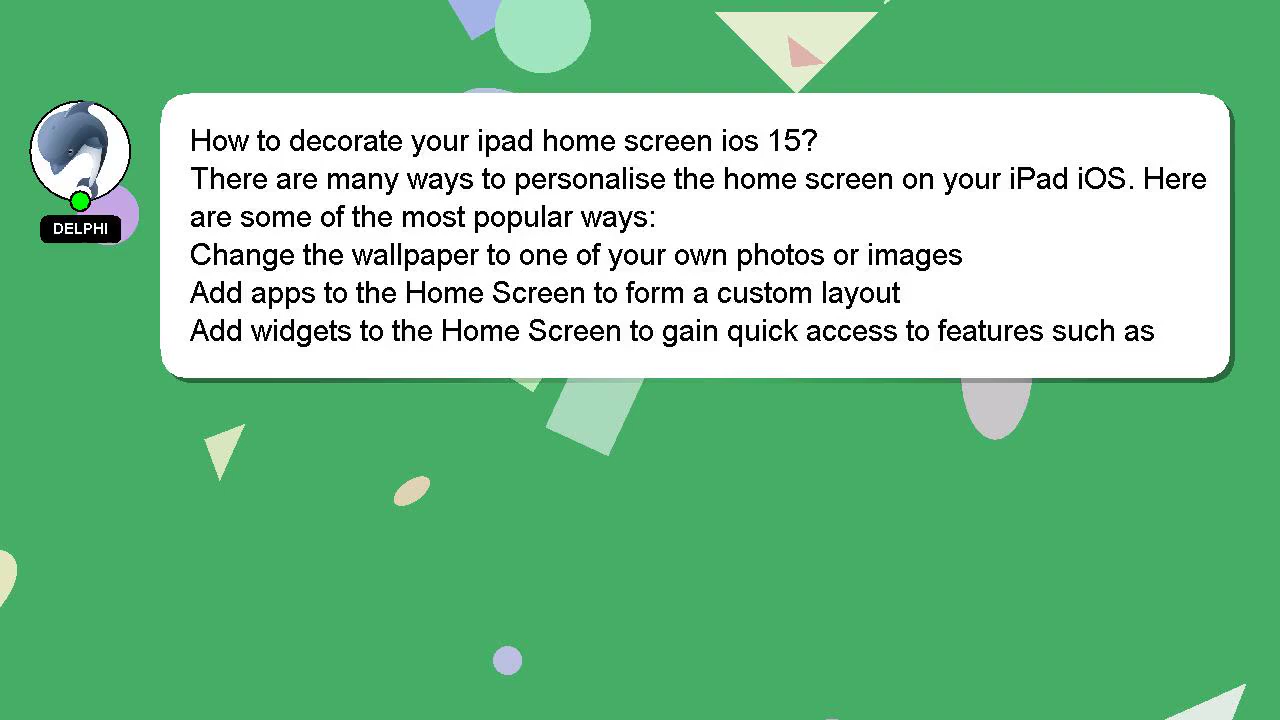 How to decorate your ipad home screen ios 15?
There are many ways to personalise the home screen on your iPad iOS. Here
are some of the most popular ways:
Change the wallpaper to one of your own photos or images
Add apps to the Home Screen to form a custom layout
Add widgets to the Home Screen to gain quick access to features such as
DELPHI